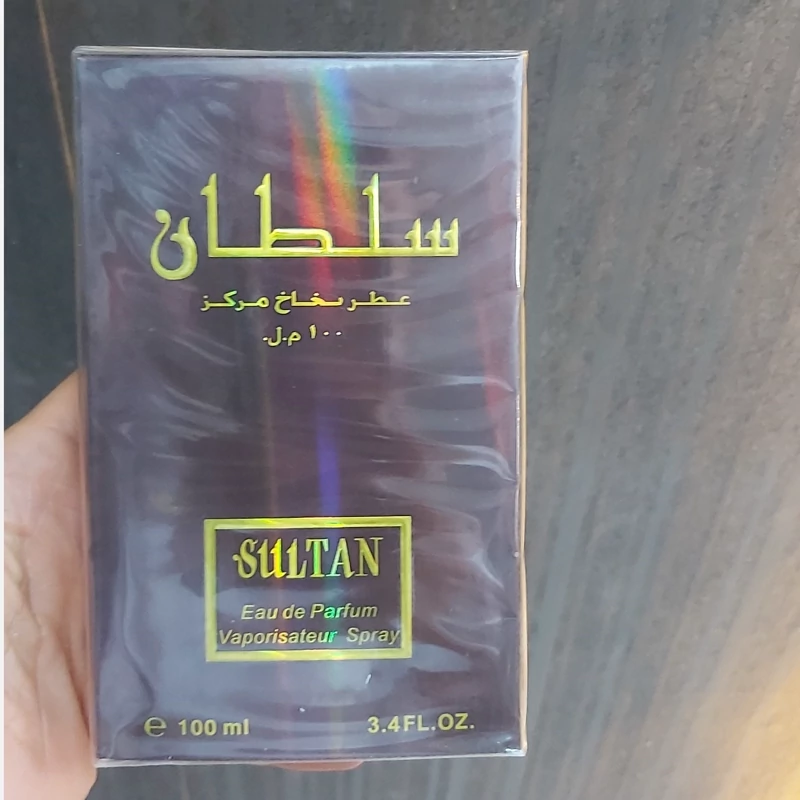 سلطان
عطر بخاخ مركز
١٠٠ م.ل.
SULTAN
Eau de Parfum
Vaporisateur Spray
℮ 100 ml 3.4FL.OZ.